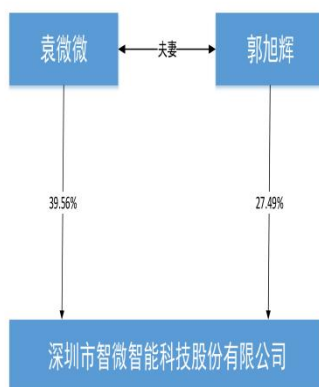 袁微微
夫妻
郭旭辉
39.56%
27.49%
深圳市智微智能科技股份有限公司